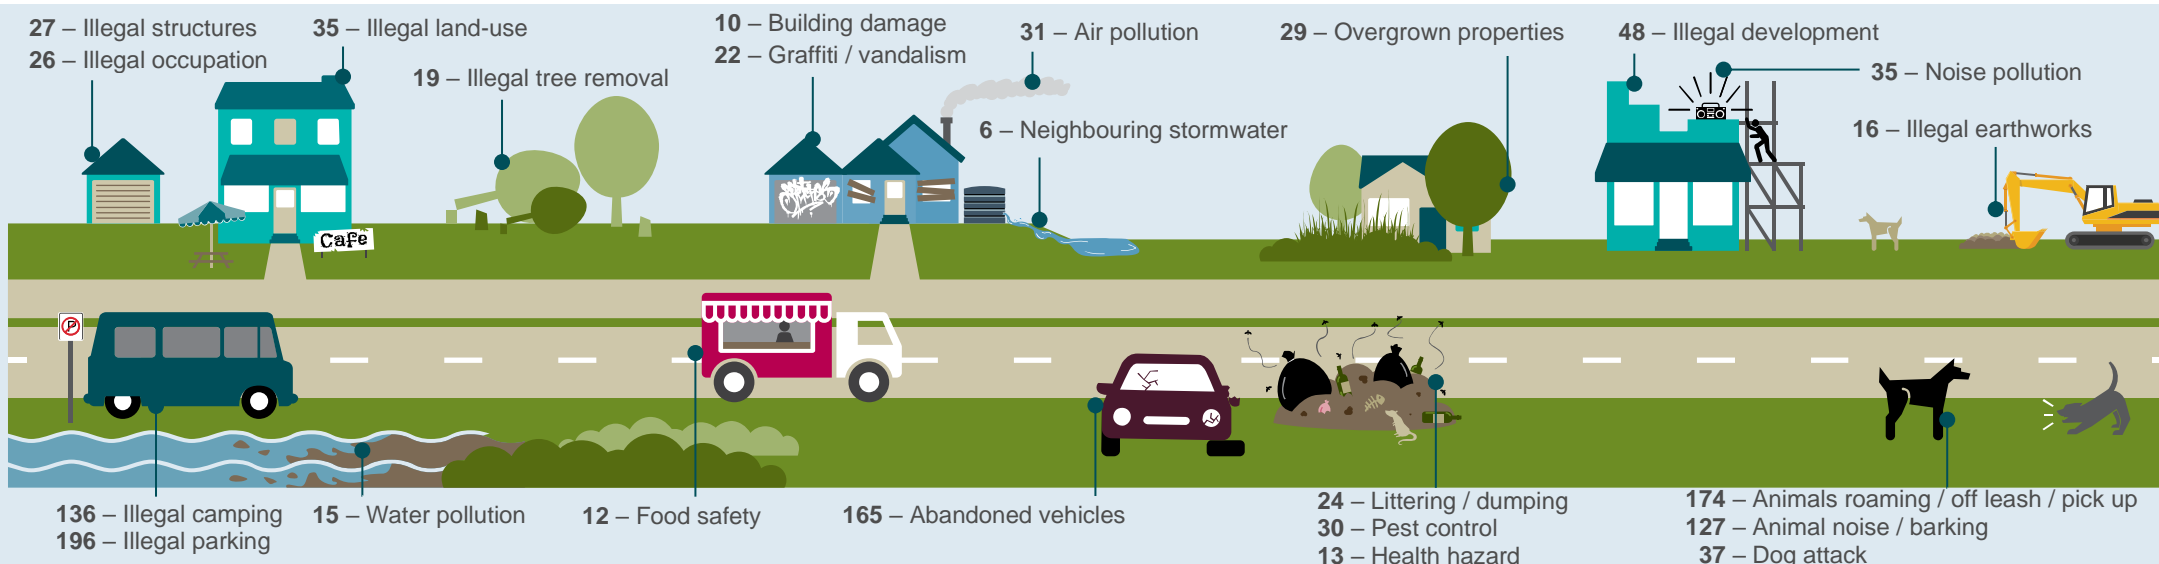 27 – Illegal structures
26 – Illegal occupation
35 – Illegal land-use
19 – Illegal tree removal
10 – Building damage
22 – Graffiti / vandalism
31 – Air pollution
6 – Neighbouring stormwater
29 – Overgrown properties
48 – Illegal development
35 – Noise pollution
16 – Illegal earthworks
Cafe
P
136 – Illegal camping
196 – Illegal parking
15 – Water pollution
12 – Food safety
165 – Abandoned vehicles
24 – Littering / dumping
30 – Pest control
13 – Health hazard
174 – Animals roaming / off leash / pick up
127 – Animal noise / barking
37 – Dog attack